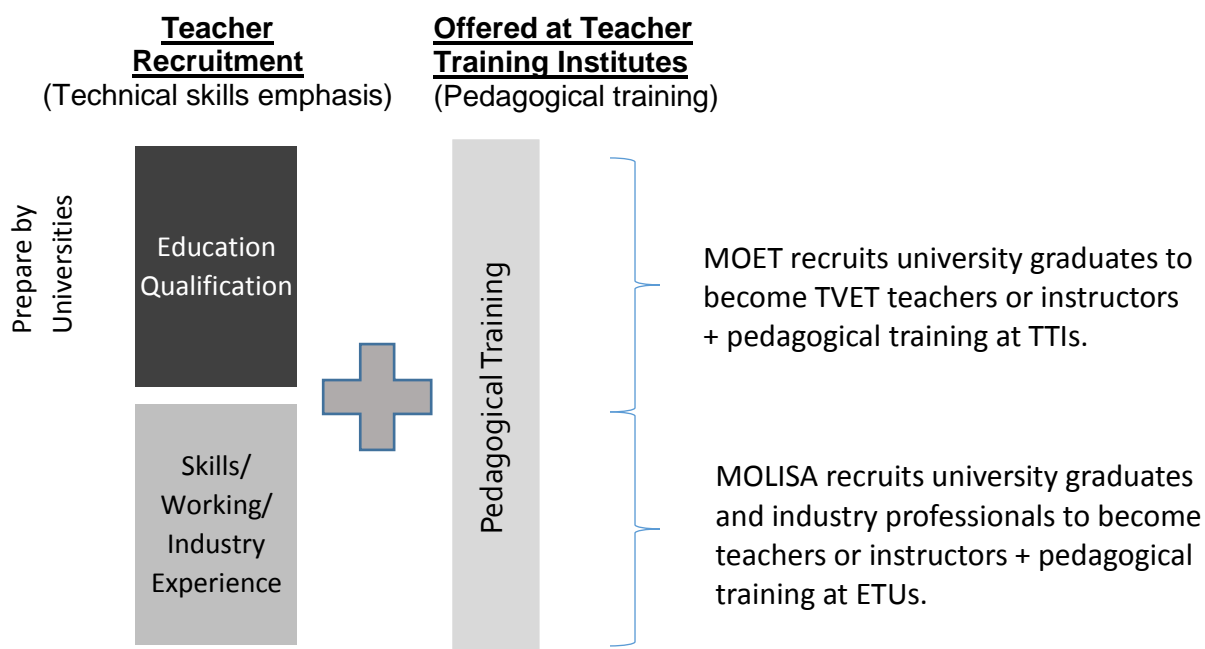 Teacher
Recruitment
(Technical skills emphasis)
Offered at Teacher
Training Institutes
(Pedagogical training)
Prepare by
Universities
Education
Qualification
Skills/
Working/
Industry
Experience
Pedagogical Training
MOET recruits university graduates to
become TVET teachers or instructors
+ pedagogical training at TTIs.
MOLISA recruits university graduates
and industry professionals to become
teachers or instructors + pedagogical
training at ETUs.